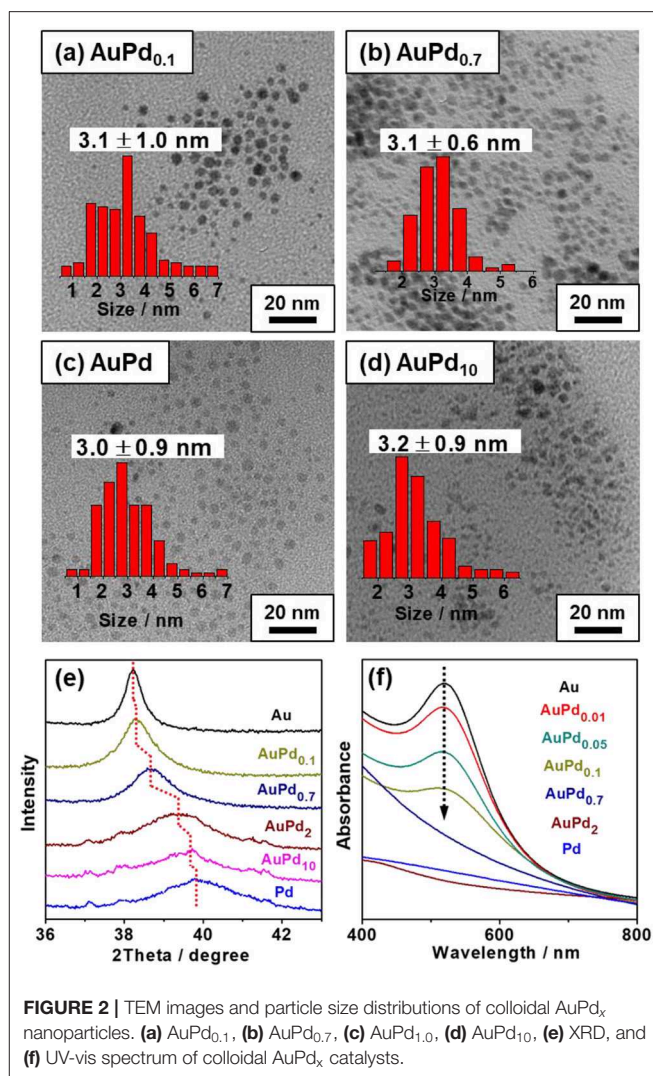 (a) AuPd₀.₁
3.1 ± 1.0 nm
1 2 3 4 5 6 7
Size / nm
20 nm
(b) AuPd₀.₇
3.1 ± 0.6 nm
2 3 4 5 6
Size / nm
20 nm
(c) AuPd
3.0 ± 0.9 nm
1 2 3 4 5 6 7
Size / nm
20 nm
(d) AuPd₁₀
3.2 ± 0.9 nm
2 3 4 5 6
Size / nm
20 nm
(e)
Intensity
Au
AuPd₀.₁
AuPd₀.₇
AuPd₂
AuPd₁₀
Pd
36 38 40 42
2Theta / degree
(f)
Absorbance
Au
AuPd₀.₀₁
AuPd₀.₀₅
AuPd₀.₁
AuPd₀.₇
AuPd₂
Pd
400 500 600 700 800
Wavelength / nm
FIGURE 2 | TEM images and particle size distributions of colloidal AuPdₓ
nanoparticles. (a) AuPd₀.₁, (b) AuPd₀.₇, (c) AuPd₁.₀, (d) AuPd₁₀, (e) XRD, and
(f) UV-vis spectrum of colloidal AuPdₓ catalysts.